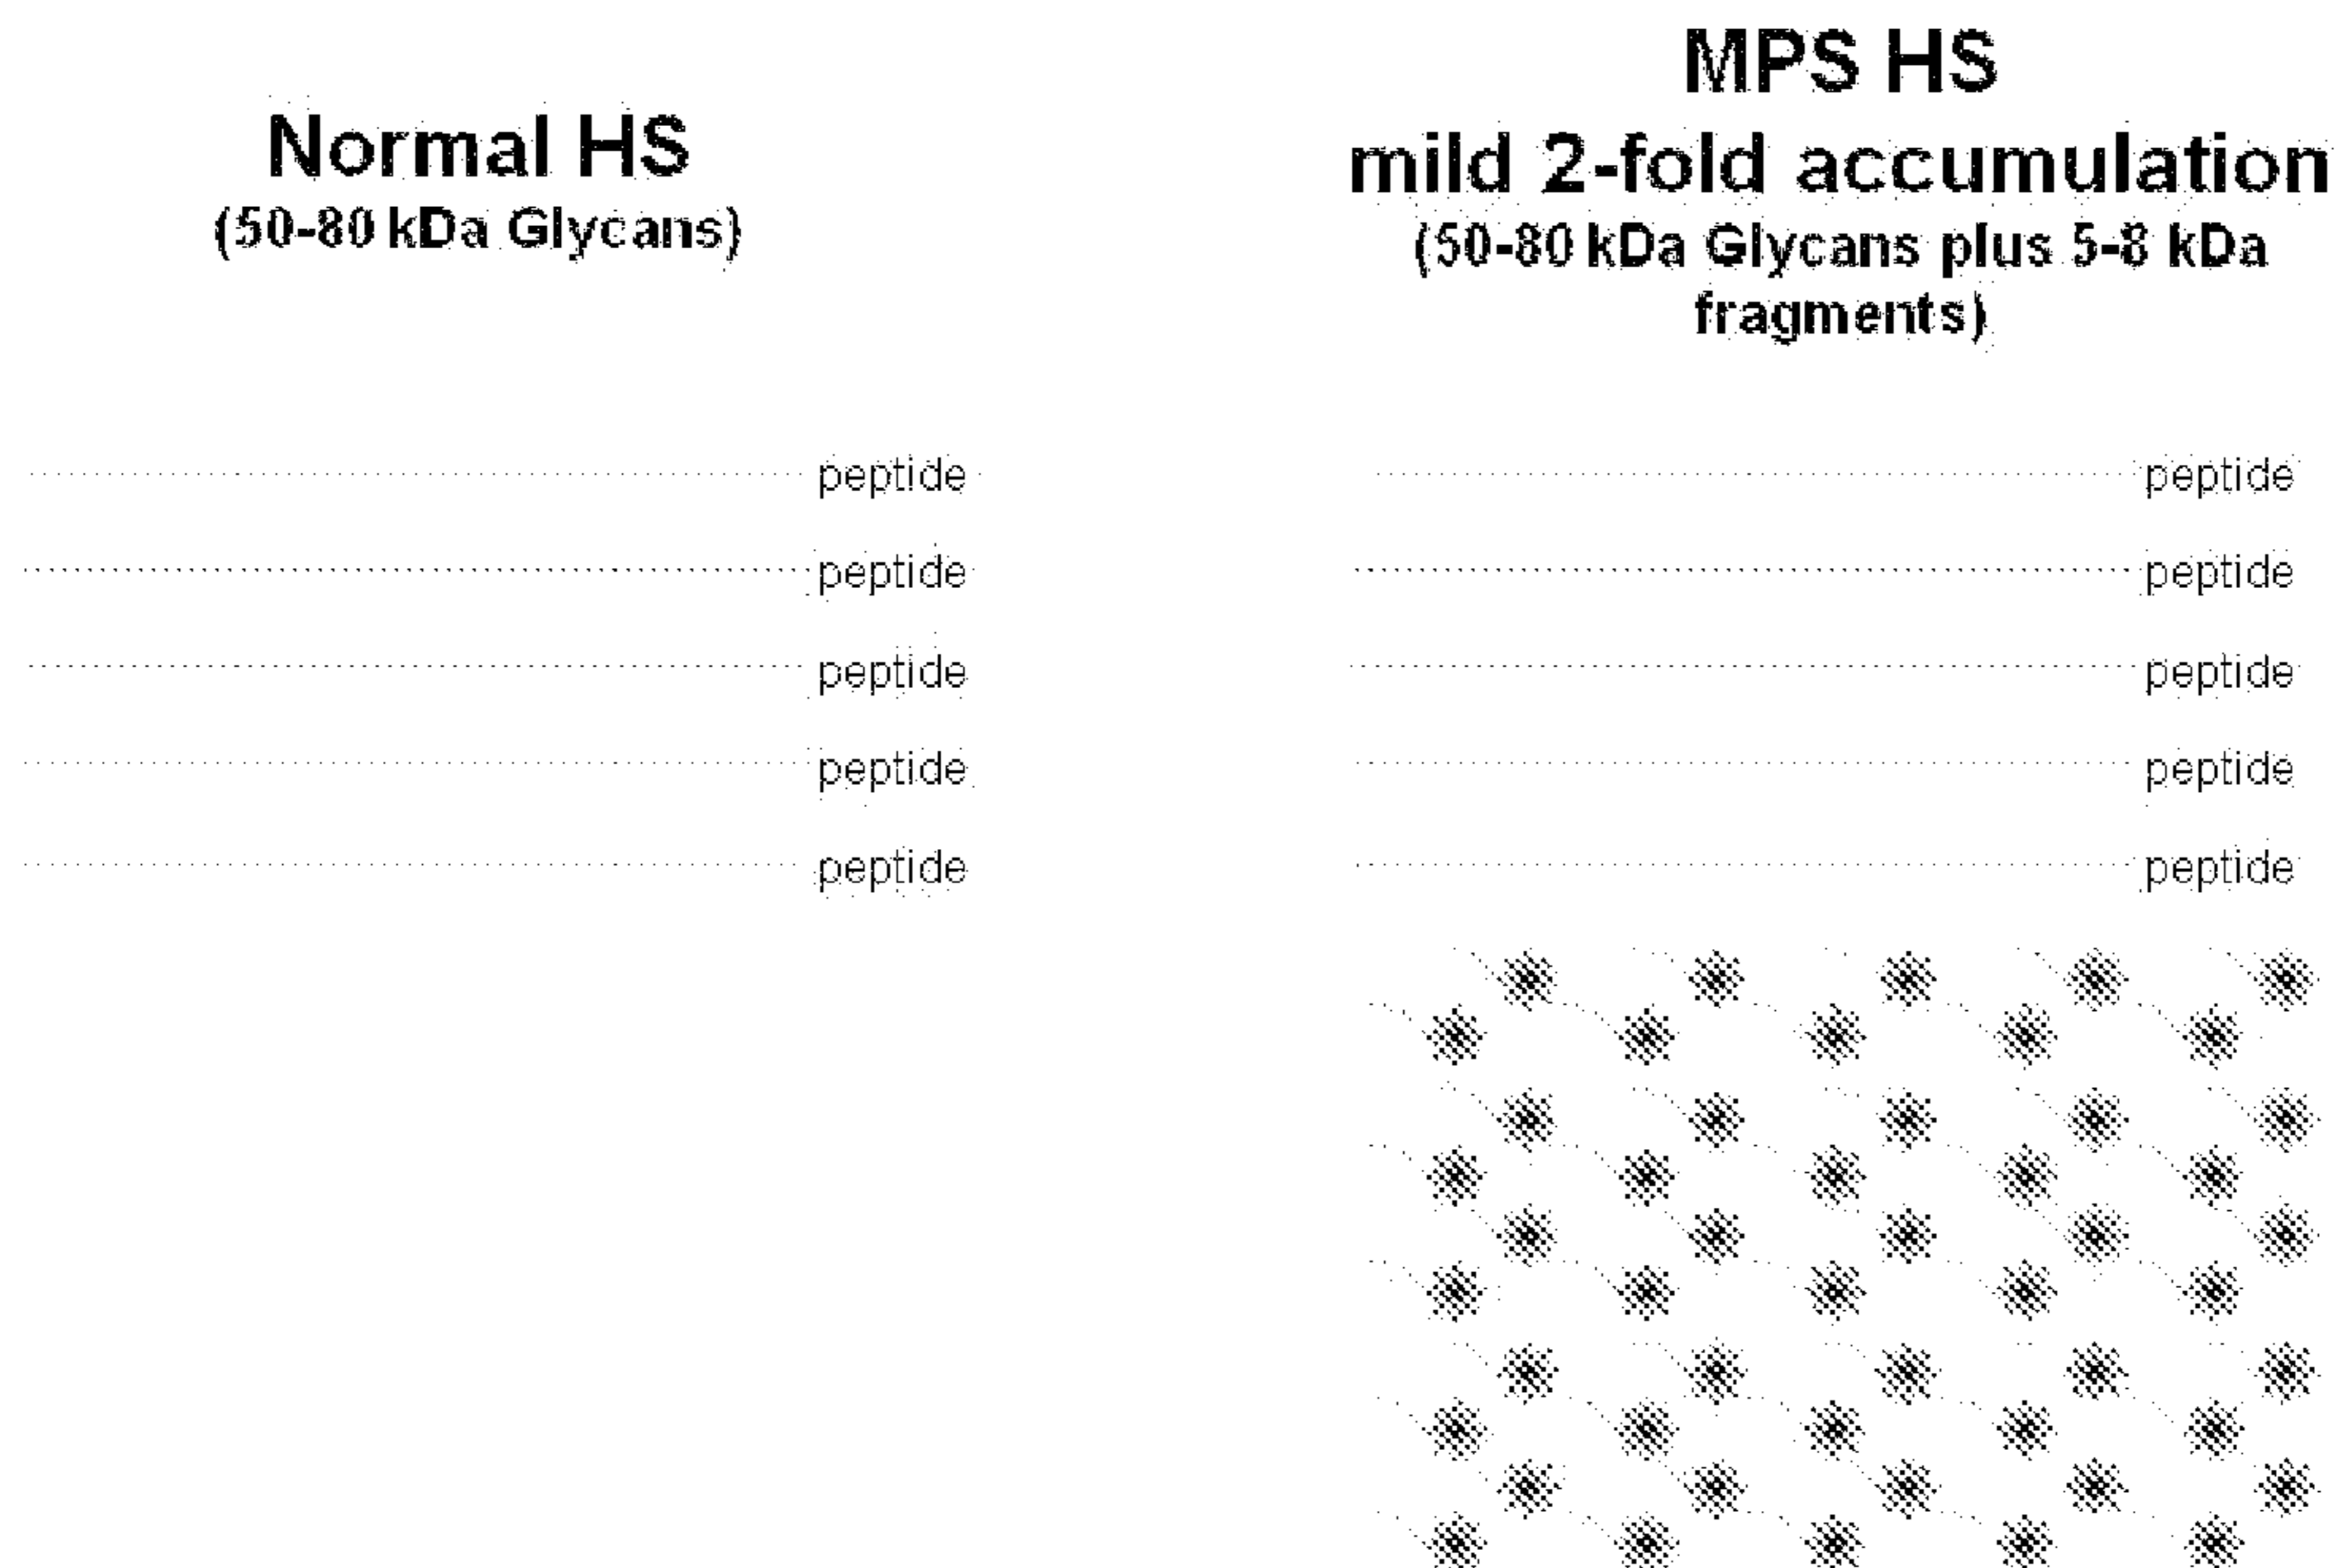 Normal HS
(50-80 kDa Glycans)
peptide
peptide
peptide
peptide
peptide
MPS HS
mild 2-fold accumulation
(50-80 kDa Glycans plus 5-8 kDa
fragments)
peptide
peptide
peptide
peptide
peptide